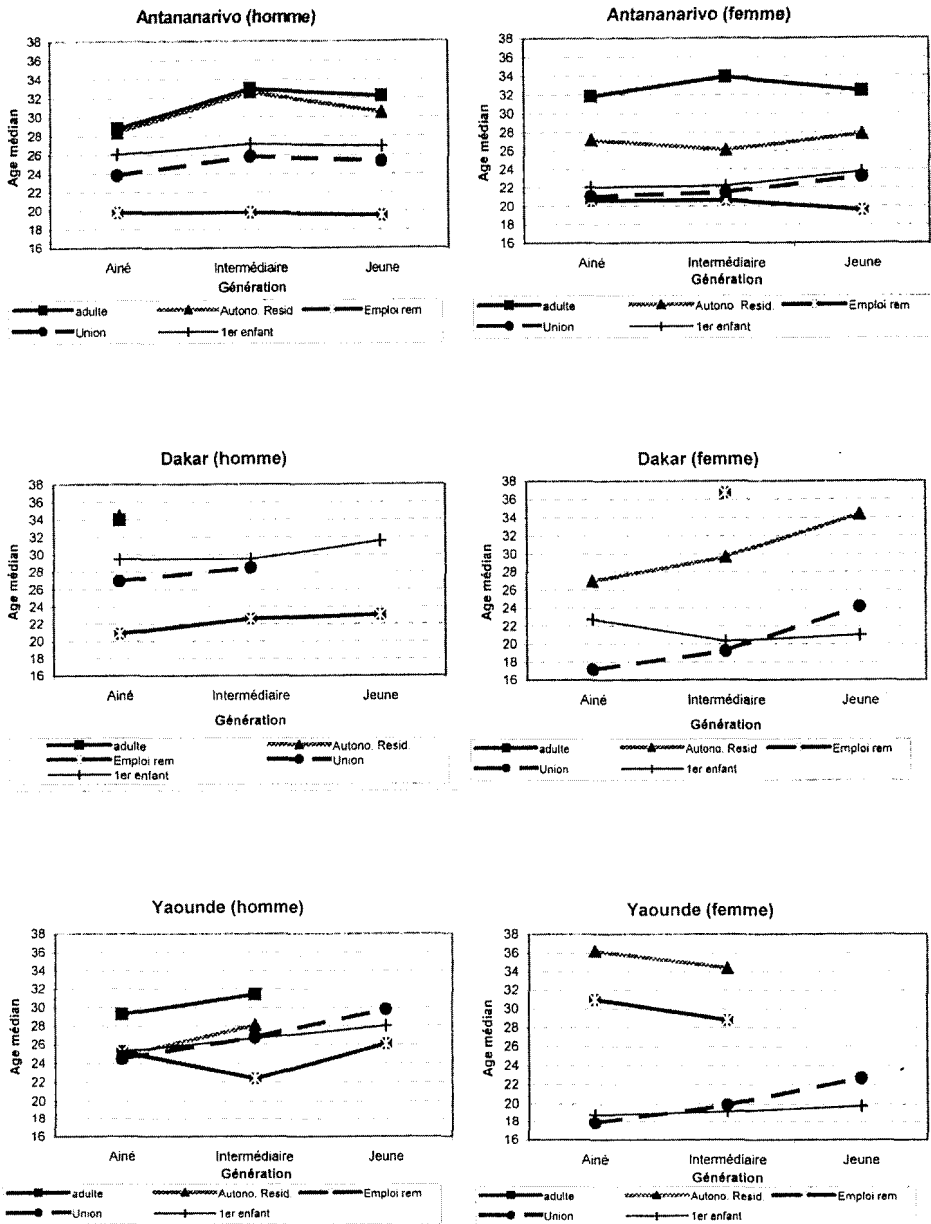 Antananarivo (homme)
38
36
34
32
30
28
26
24
22
20
18
16
Age médian
Ainé Intermédiaire Jeune
Génération
adulte Autono. Resid Emploi rem
Union 1er enfant
Antananarivo (femme)
38
36
34
32
30
28
26
24
22
20
18
16
Age médian
Ainé Intermédiaire Jeune
Génération
adulte Autono. Resid. Emploi rem
Union 1er enfant
Dakar (homme)
38
36
34
32
30
28
26
24
22
20
18
16
Age médian
Ainé Intermédiaire Jeune
Génération
adulte Autono. Resid.
Emploi rem Union
1er enfant
Dakar (femme)
38
36
34
32
30
28
26
24
22
20
18
16
Age médian
Ainé Intermédiaire Jeune
Génération
adulte Autono. Resid Emploi rem
Union 1er enfant
Yaounde (homme)
38
36
34
32
30
28
26
24
22
20
18
16
Age médian
Ainé Intermédiaire Jeune
Génération
adulte Autono. Resid Emploi rem
Union 1er enfant
Yaounde (femme)
38
36
34
32
30
28
26
24
22
20
18
16
Age médian
Ainé Intermédiaire Jeune
Génération
adulte Autono. Resid Emploi rem
Union 1er enfant